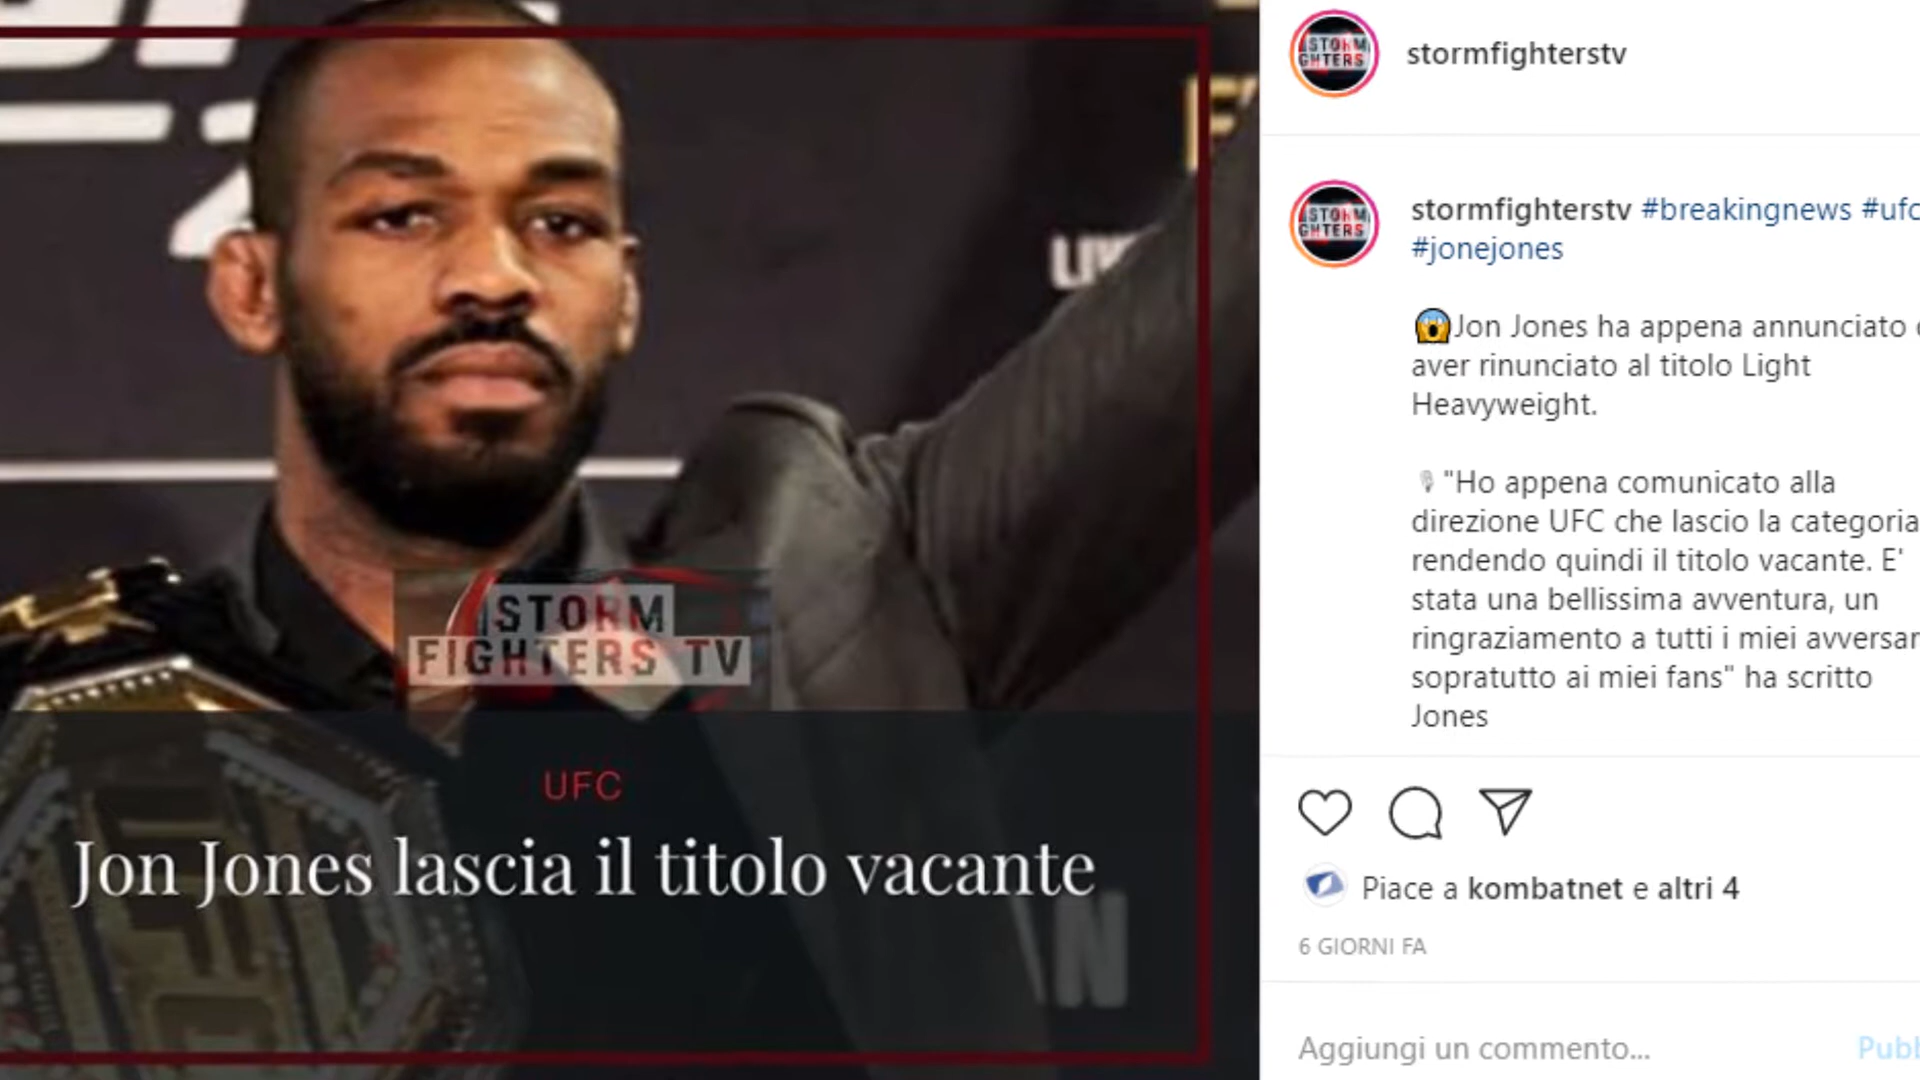 stormfighterstv
stormfighterstv #breakingnews #ufc
#jonejones
Jon Jones ha appena annunciato
aver rinunciato al titolo Light
Heavyweight.
"Ho appena comunicato alla
direzione UFC che lascio la categoria
rendendo quindi il titolo vacante. E'
stata una bellissima avventura, un
ringraziamento a tutti i miei avversar
sopratutto ai miei fans" ha scritto
Jones
STORM
FIGHTERS TV
UFC
Jon Jones lascia il titolo vacante
Piace a kombatnet e altri 4
6 GIORNI FA
Aggiungi un commento...
Pubb